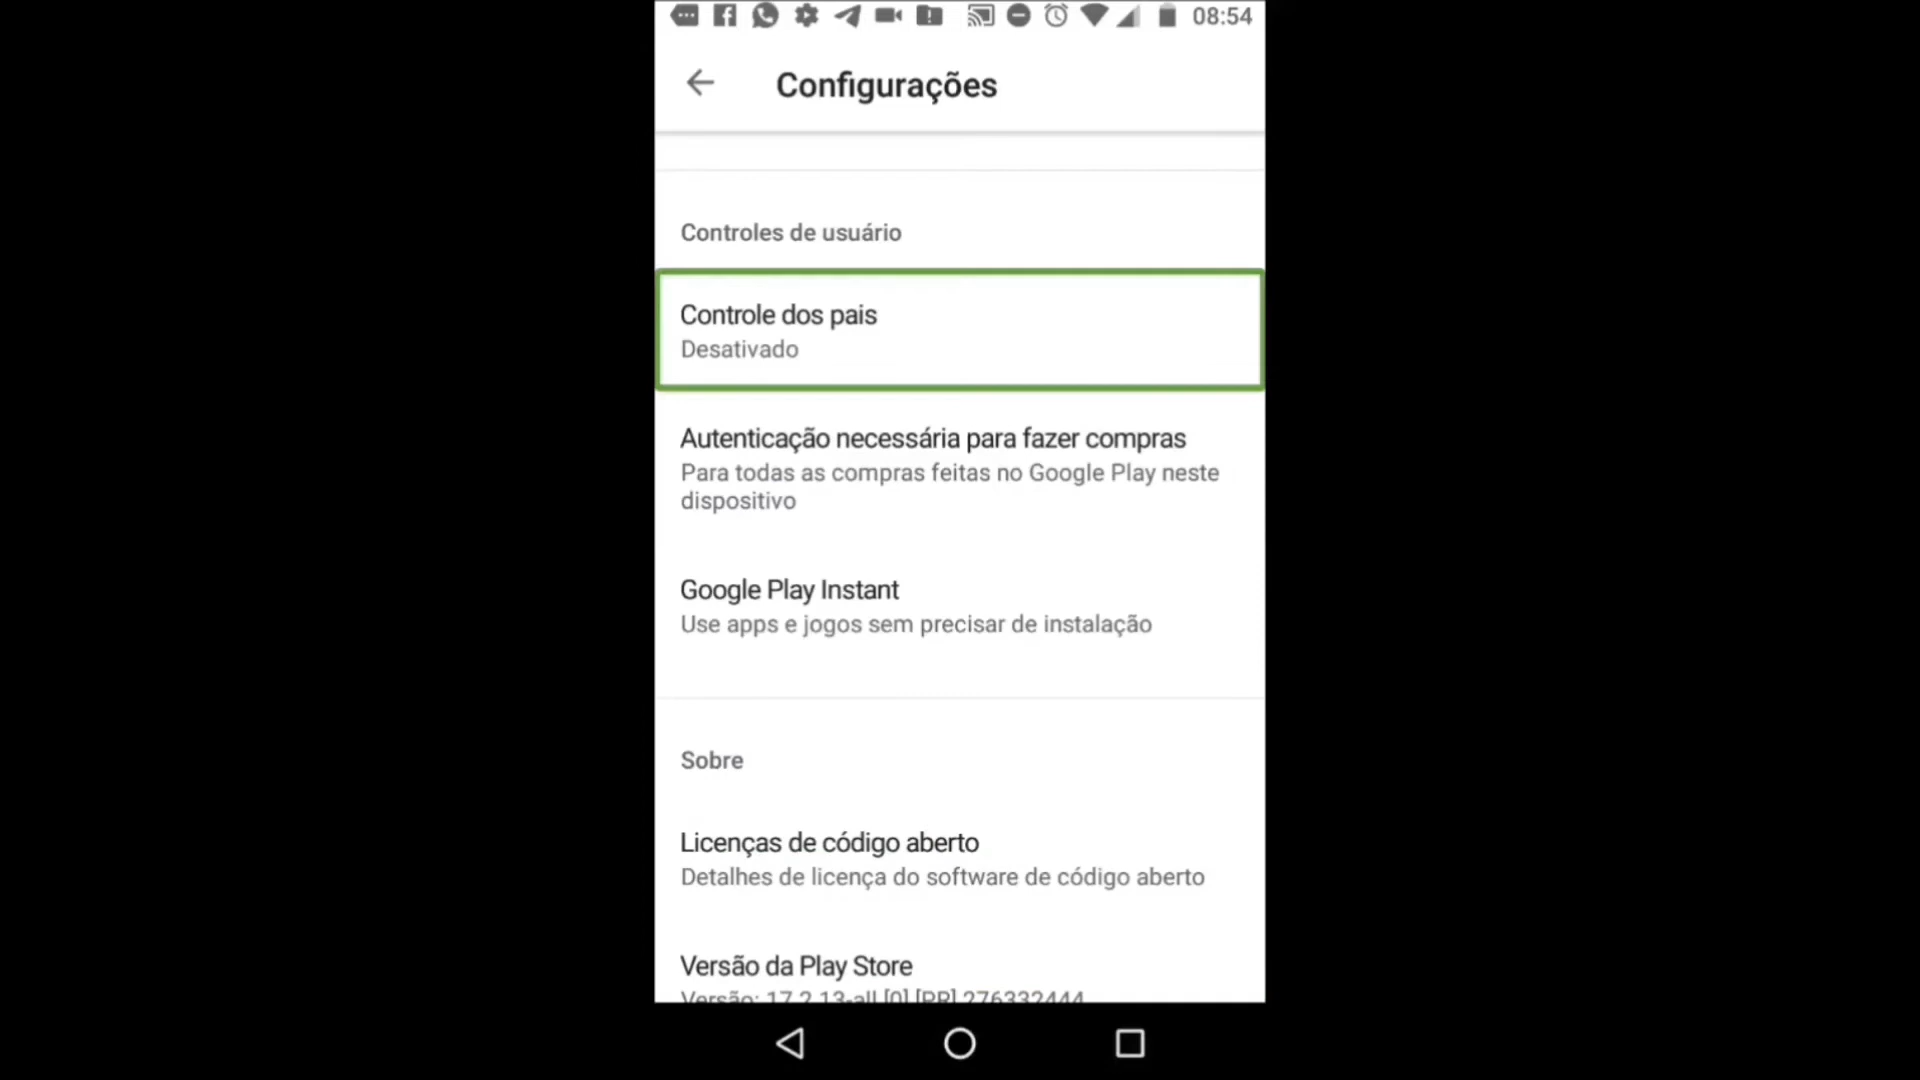 08:54
Configurações
Controles de usuário
Controle dos pais
Desativado
Autenticação necessária para fazer compras
Para todas as compras feitas no Google Play neste
dispositivo
Google Play Instant
Use apps e jogos sem precisar de instalação
Sobre
Licenças de código aberto
Detalhes de licença do software de código aberto
Versão da Play Store
Versão: 17.2.13-all [0] [PR] 276332444